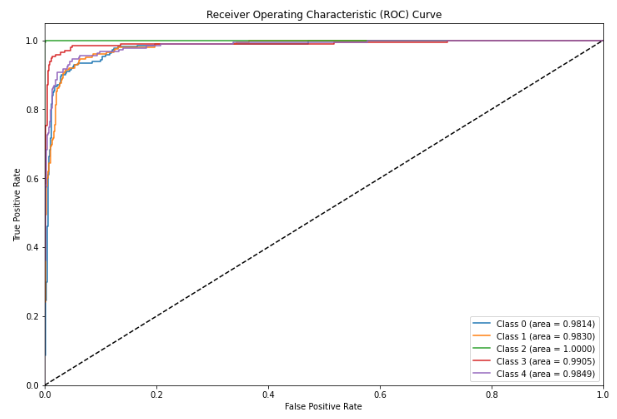 Receiver Operating Characteristic (ROC) Curve
True Positive Rate
1.0
0.8
0.6
0.4
0.2
0.0
0.0 0.2 0.4 0.6 0.8 1.0
False Positive Rate
Class 0 (area = 0.9814)
Class 1 (area = 0.9830)
Class 2 (area = 1.0000)
Class 3 (area = 0.9905)
Class 4 (area = 0.9849)